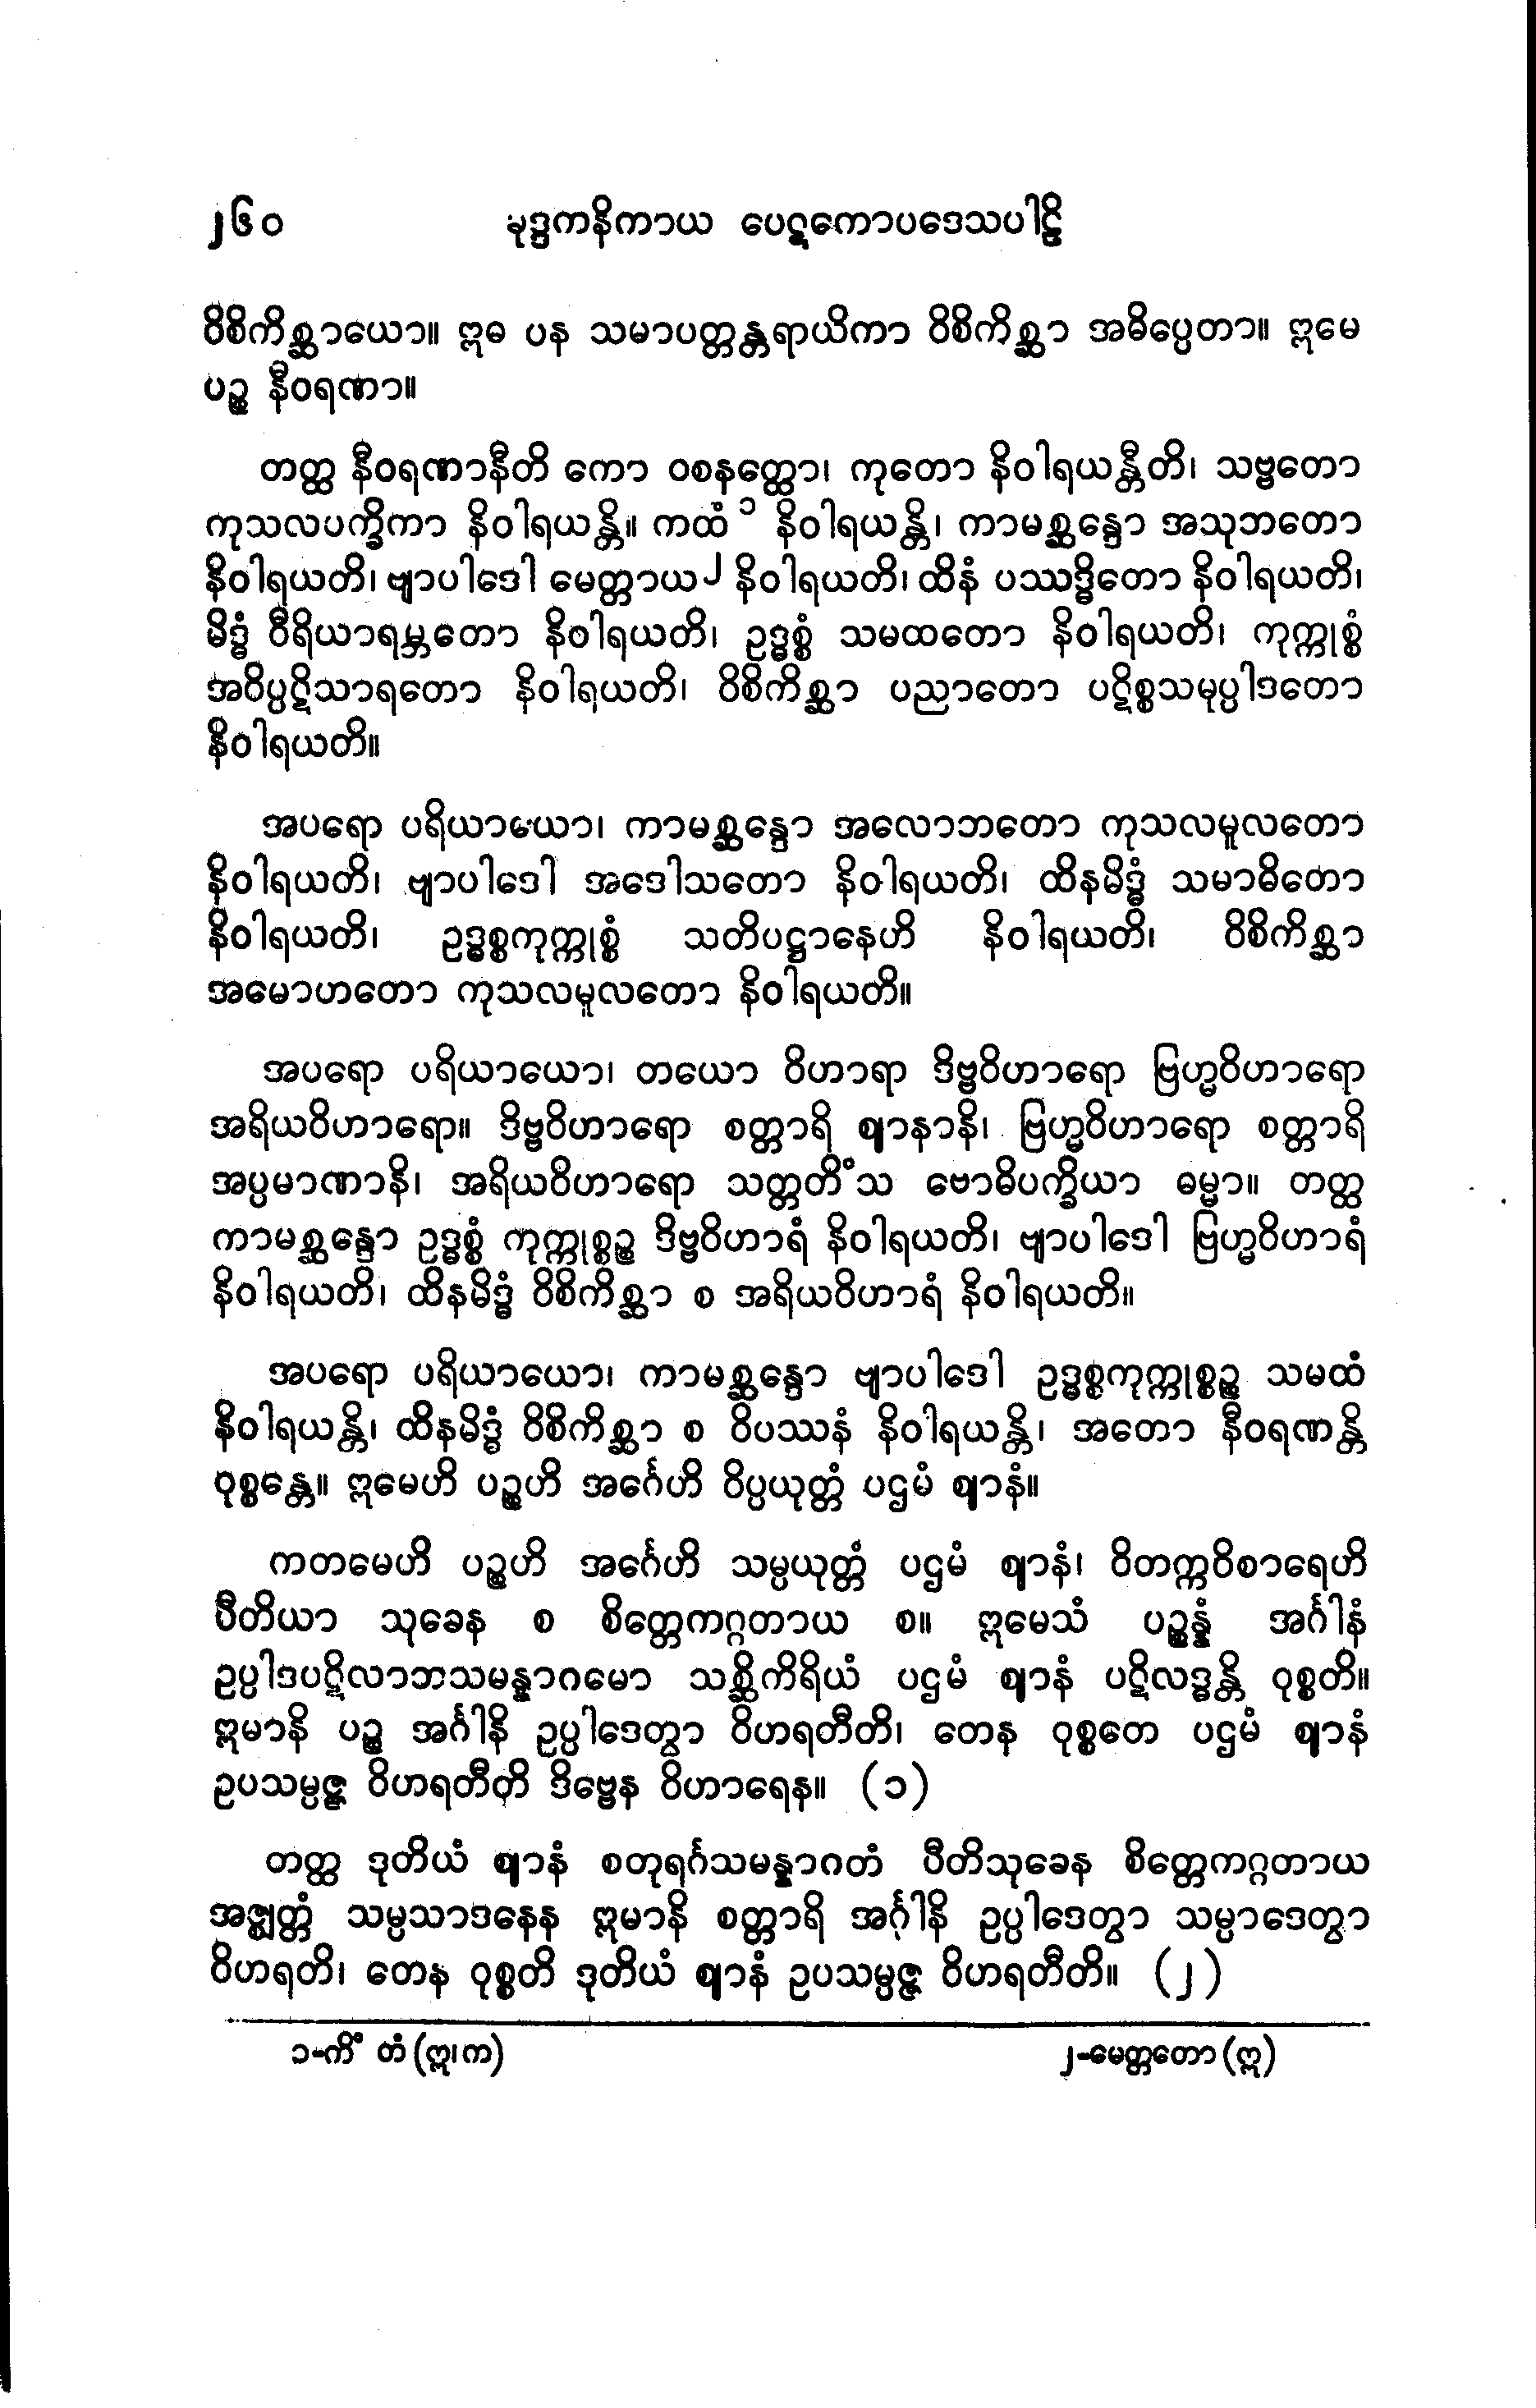 ၂၆၀ ခုဒ္ဒကနိကာယ ပေဋကောပဒေသပါဠိ
ဝိစိကိစ္ဆာယော။ ဣဓ ပန သမာပတ္တန္တရာယိကာ ဝိစိကိစ္ဆာ အဓိပ္ပေတာ။ ဣမေ
ပဉ္စ နီဝရဏာ။
တတ္ထ နီဝရဏာနီတိ ကော ဝစနတ္ထော၊ ကုတော နိဝါရယန္တီတိ၊ သဗ္ဗတော
ကုသလပက္ခိကာ နိဝါရယန္တိ။ ကထံ ၁ နိဝါရယန္တိ၊ ကာမစ္ဆန္ဒော အသုဘတော
နိဝါရယတိ၊ ဗျာပါဒေါ မေတ္တာယ၂ နိဝါရယတိ၊ ထိနံ ပဿဒ္ဓိတော နိဝါရယတိ၊
မိဒ္ဓံ ဝီရိယာရမ္ဘတော နိဝါရယတိ၊ ဥဒ္ဓစ္စံ သမထတော နိဝါရယတိ၊ ကုက္ကုစ္စံ
အဝိပ္ပဋိသာရတော နိဝါရယတိ၊ ဝိစိကိစ္ဆာ ပညာတော ပဋိစ္စသမုပ္ပါဒတော
နိဝါရယတိ။
အပရော ပရိယာယော၊ ကာမစ္ဆန္ဒော အလောဘတော ကုသလမူလတော
နိဝါရယတိ၊ ဗျာပါဒေါ အဒေါသတော နိဝါရယတိ၊ ထိနမိဒ္ဓံ သမာဓိတော
နိဝါရယတိ၊ ဥဒ္ဓစ္စကုက္ကုစ္စံ သတိပဋ္ဌာနေဟိ နိဝါရယတိ၊ ဝိစိကိစ္ဆာ
အမောဟတော ကုသလမူလတော နိဝါရယတိ။
အပရော ပရိယာယော၊ တယော ဝိဟာရာ ဒိဗ္ဗဝိဟာရော ဗြဟ္မဝိဟာရော
အရိယဝိဟာရော။ ဒိဗ္ဗဝိဟာရော စတ္တာရိ ဈာနာနိ၊ ဗြဟ္မဝိဟာရော စတ္တာရိ
အပ္ပမာဏာနိ၊ အရိယဝိဟာရော သတ္တတိံသ ဗောဓိပက္ခိယာ ဓမ္မာ။ တတ္ထ
ကာမစ္ဆန္ဒော ဥဒ္ဓစ္စံ ကုက္ကုစ္စဉ္စ ဒိဗ္ဗဝိဟာရံ နိဝါရယတိ၊ ဗျာပါဒေါ ဗြဟ္မဝိဟာရံ
နိဝါရယတိ၊ ထိနမိဒ္ဓံ ဝိစိကိစ္ဆာ စ အရိယဝိဟာရံ နိဝါရယတိ။
အပရော ပရိယာယော၊ ကာမစ္ဆန္ဒော ဗျာပါဒေါ ဥဒ္ဓစ္စကုက္ကုစ္စဉ္စ သမထံ
နိဝါရယန္တိ၊ ထိနမိဒ္ဓံ ဝိစိကိစ္ဆာ စ ဝိပဿနံ နိဝါရယန္တိ၊ အတော နီဝရဏန္တိ
ဝုစ္စန္တေ။ ဣမေဟိ ပဉ္စဟိ အင်္ဂေဟိ ဝိပ္ပယုတ္တံ ပဌမံ ဈာနံ။
ကတမေဟိ ပဉ္စဟိ အင်္ဂေဟိ သမ္ပယုတ္တံ ပဌမံ ဈာနံ၊ ဝိတက္ကဝိစာရေဟိ
ပီတိယာ သုခေန စ စိတ္တေကဂ္ဂတာယ စ။ ဣမေသံ ပဉ္စန္နံ အင်္ဂါနံ
ဥပ္ပါဒပဋိလာဘသမန္နာဂမော သစ္ဆိကိရိယံ ပဌမံ ဈာနံ ပဋိလဒ္ဓန္တိ ဝုစ္စတိ။
ဣမာနိ ပဉ္စ အင်္ဂါနိ ဥပ္ပါဒေတွာ ဝိဟရတီတိ၊ တေန ဝုစ္စတေ ပဌမံ ဈာနံ
ဥပသမ္ပဇ္ဇ ဝိဟရတီတိ ဒိဗ္ဗေန ဝိဟာရေန။ (၁)
တတ္ထ ဒုတိယံ ဈာနံ စတုရင်္ဂသမန္နာဂတံ ပီတိသုခေန စိတ္တေကဂ္ဂတာယ
အဇ္ဈတ္တံ သမ္ပသာဒနေန ဣမာနိ စတ္တာရိ အင်္ဂါနိ ဥပ္ပါဒေတွာ သမ္ပာဒေတွာ
ဝိဟရတိ၊ တေန ဝုစ္စတိ ဒုတိယံ ဈာနံ ဥပသမ္ပဇ္ဇ ဝိဟရတီတိ။ (၂)
၁-ကိံ တံ (ဣ၊ က) ၂-မေတ္တတော (ဣ)